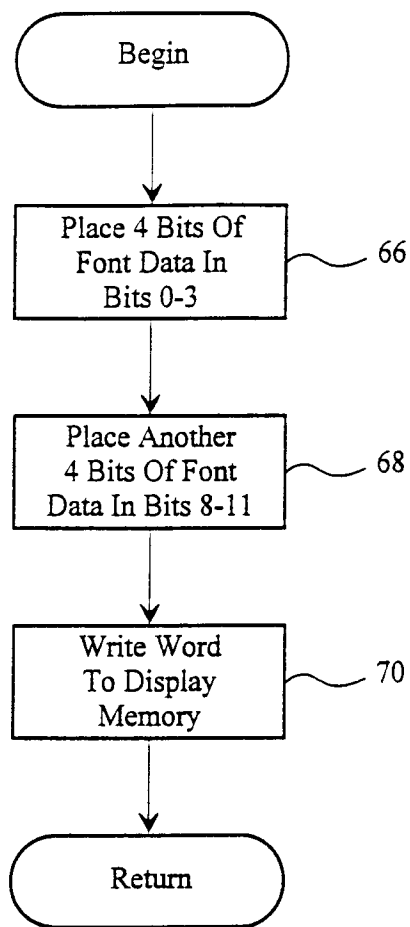 Begin
Place 4 Bits Of
Font Data In
Bits 0-3
66
Place Another
4 Bits Of Font
Data In Bits 8-11
68
Write Word
To Display
Memory
70
Return